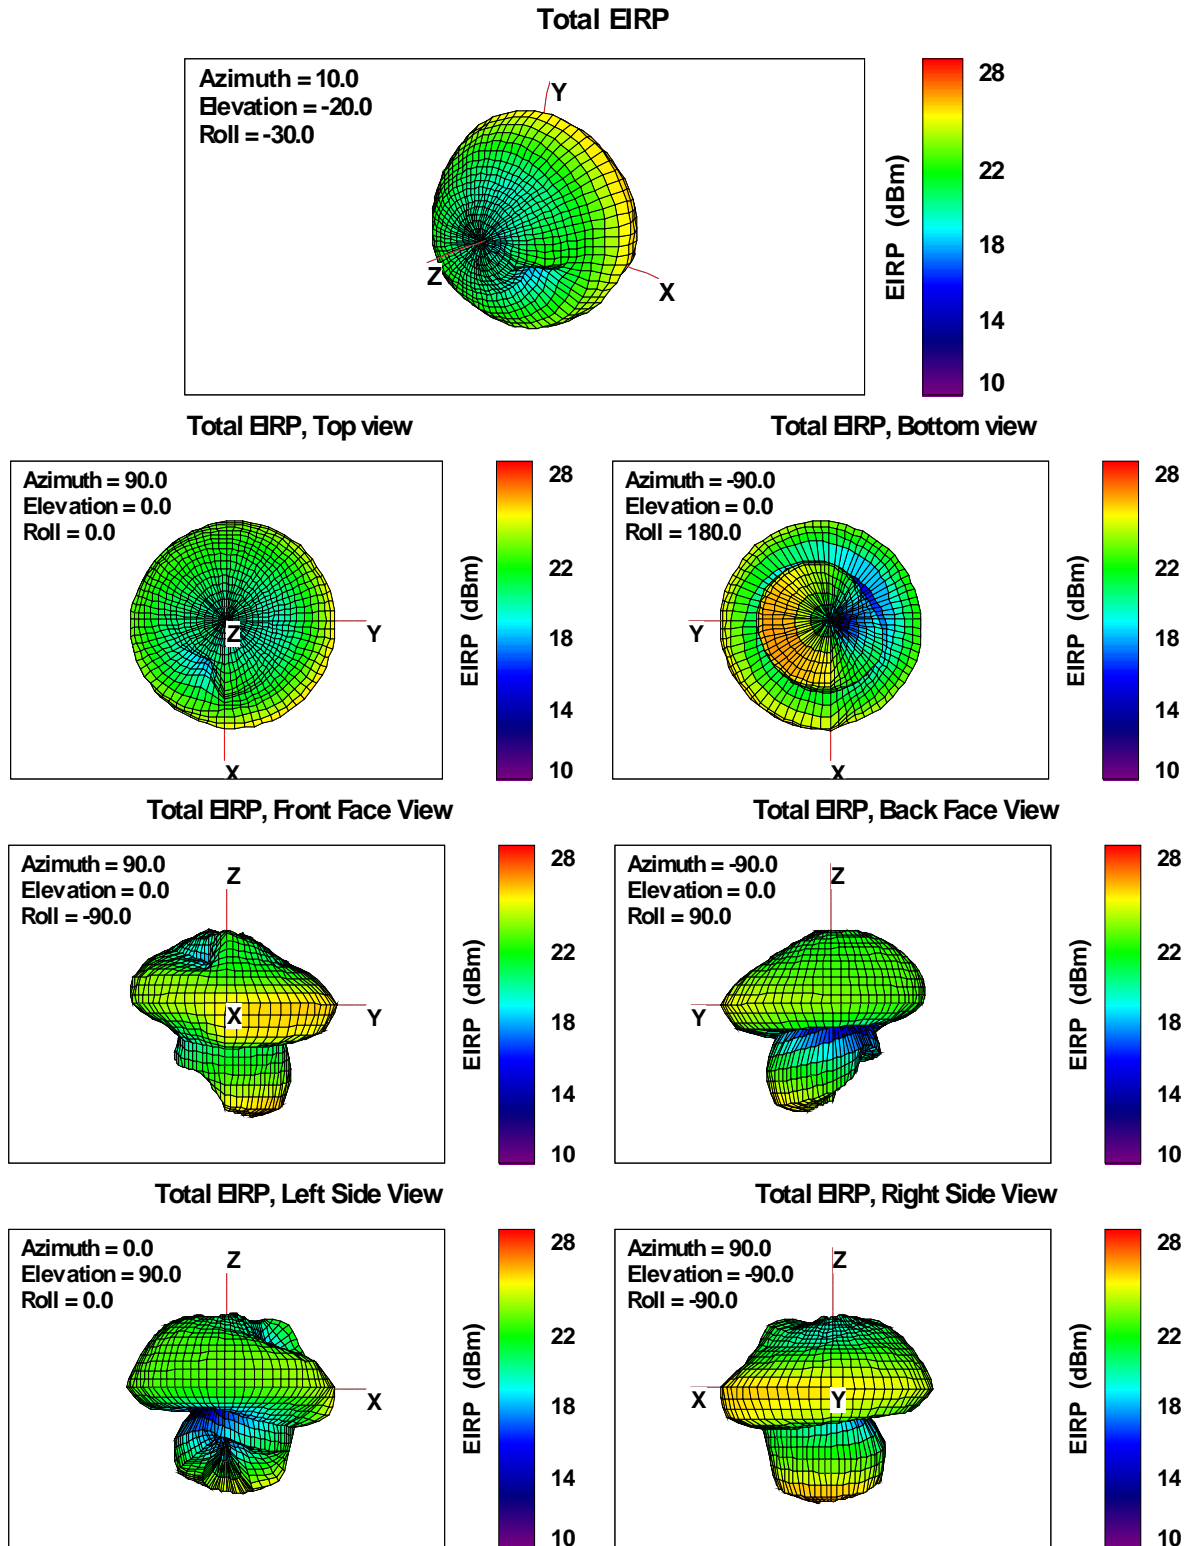 Total EIRP
Azimuth = 10.0
Elevation = -20.0
Roll = -30.0
Y
Z
X
EIRP (dBm)
28
22
18
14
10
Total EIRP, Top view
Azimuth = 90.0
Elevation = 0.0
Roll = 0.0
Z
Y
X
EIRP (dBm)
28
22
18
14
10
Total EIRP, Bottom view
Azimuth = -90.0
Elevation = 0.0
Roll = 180.0
Y
X
EIRP (dBm)
28
22
18
14
10
Total EIRP, Front Face View
Azimuth = 90.0
Elevation = 0.0
Roll = -90.0
Z
X
Y
EIRP (dBm)
28
22
18
14
10
Total EIRP, Back Face View
Azimuth = -90.0
Elevation = 0.0
Roll = 90.0
Z
Y
EIRP (dBm)
28
22
18
14
10
Total EIRP, Left Side View
Azimuth = 0.0
Elevation = 90.0
Roll = 0.0
Z
X
EIRP (dBm)
28
22
18
14
10
Total EIRP, Right Side View
Azimuth = 90.0
Elevation = -90.0
Roll = -90.0
Z
X
Y
EIRP (dBm)
28
22
18
14
10